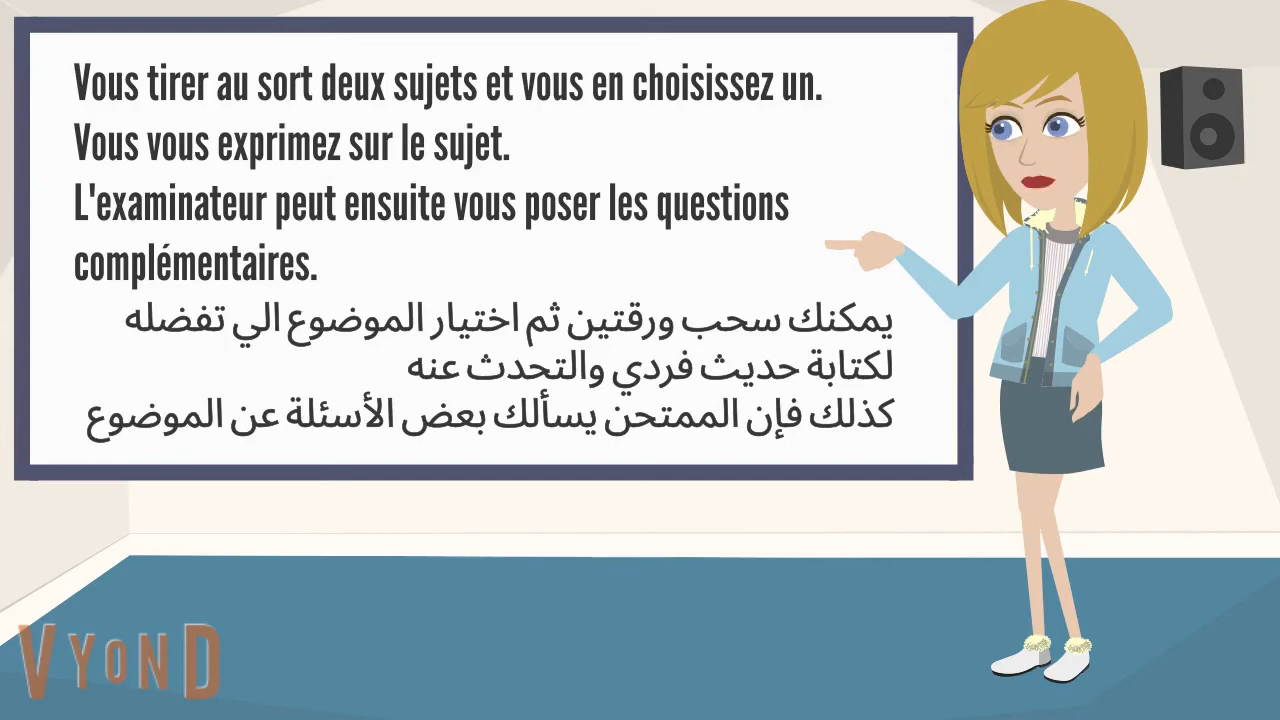 Vous tirer au sort deux sujets et vous en choisissez un.
Vous vous exprimez sur le sujet.
L'examinateur peut ensuite vous poser les questions
complémentaires.
يمكنك سحب ورقتين ثم اختيار الموضوع الي تفضله
لكتابة حديث فردي والتحدث عنه
كذلك فإن الممتحن يسألك بعض الأسئلة عن الموضوع
VYOND